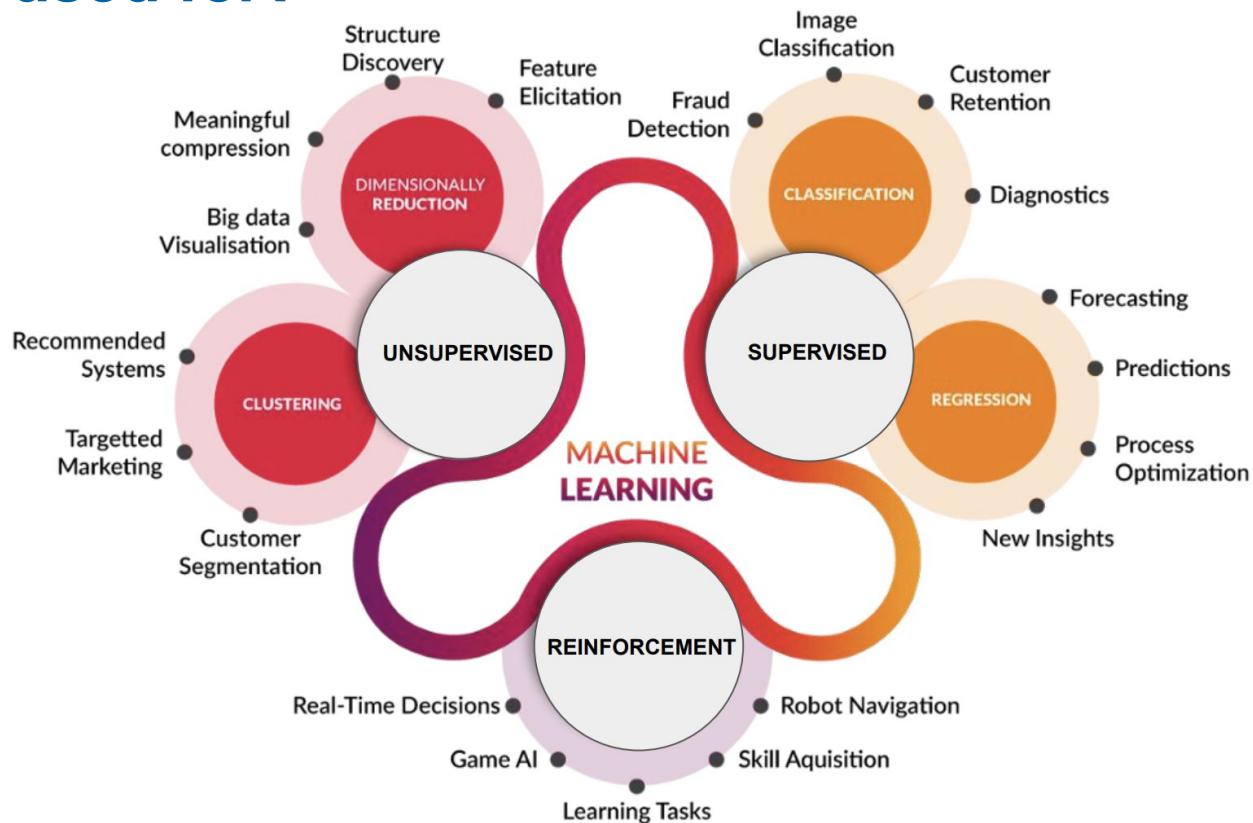 Structure
Discovery
Feature
Elicitation
Meaningful
compression
Big data
Visualisation
DIMENSIONALLY
REDUCTION
Recommended
Systems
Targetted
Marketing
Customer
Segmentation
CLUSTERING
UNSUPERVISED
Image
Classification
Fraud
Detection
Customer
Retention
Diagnostics
CLASSIFICATION
SUPERVISED
Forecasting
Predictions
Process
Optimization
New Insights
REGRESSION
MACHINE
LEARNING
REINFORCEMENT
Real-Time Decisions
Game AI
Learning Tasks
Skill Aquisition
Robot Navigation